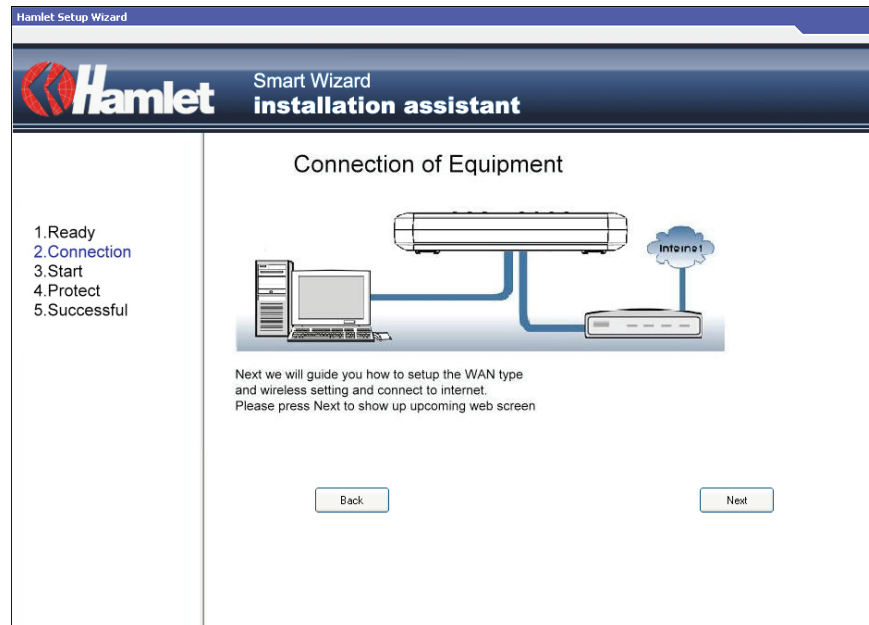 Hamlet Setup Wizard
Hamlet
Smart Wizard
installation assistant
Connection of Equipment
1.Ready
2.Connection
3.Start
4.Protect
5.Successful
Internet
Next we will guide you how to setup the WAN type
and wireless setting and connect to internet.
Please press Next to show up upcoming web screen
Back
Next